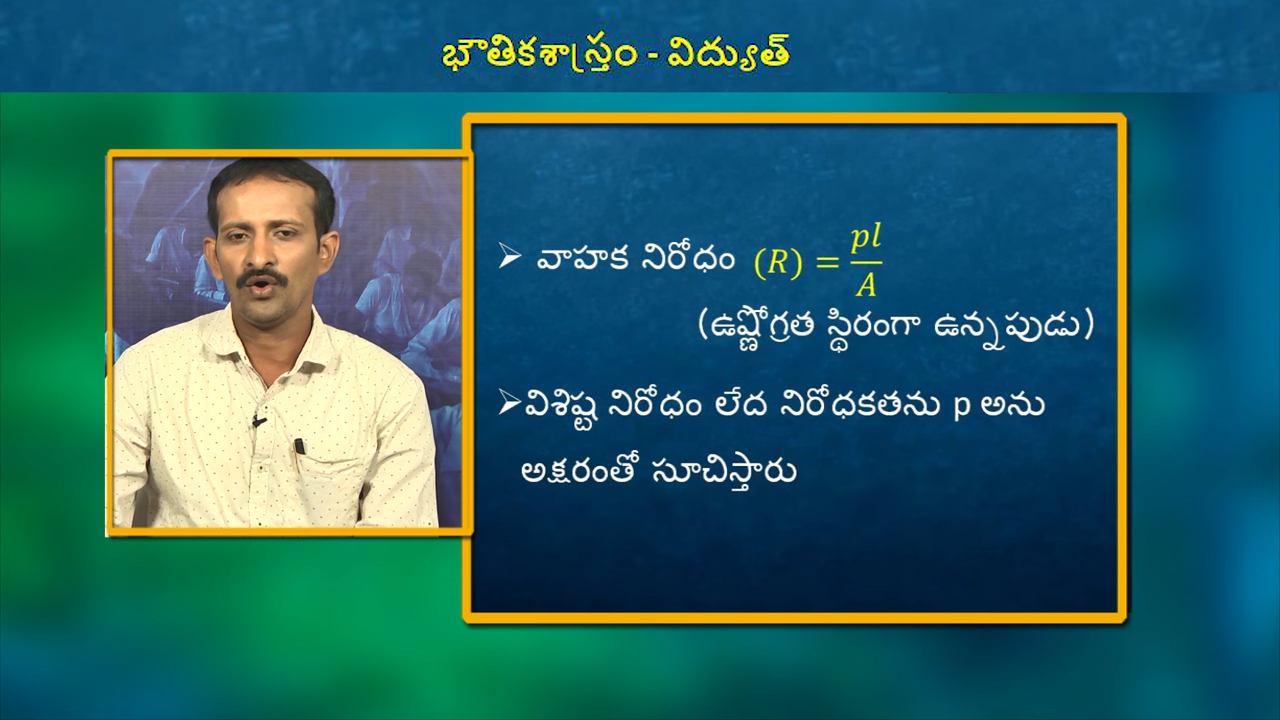 భౌతికశాస్త్రం - విద్యుత్
➢ వాహక నిరోధం (R) = pl/A
(ఉష్ణోగ్రత స్థిరంగా ఉన్నపుడు)
➢విశిష్ట నిరోధం లేద నిరోధకతను p అను
అక్షరంతో సూచిస్తారు